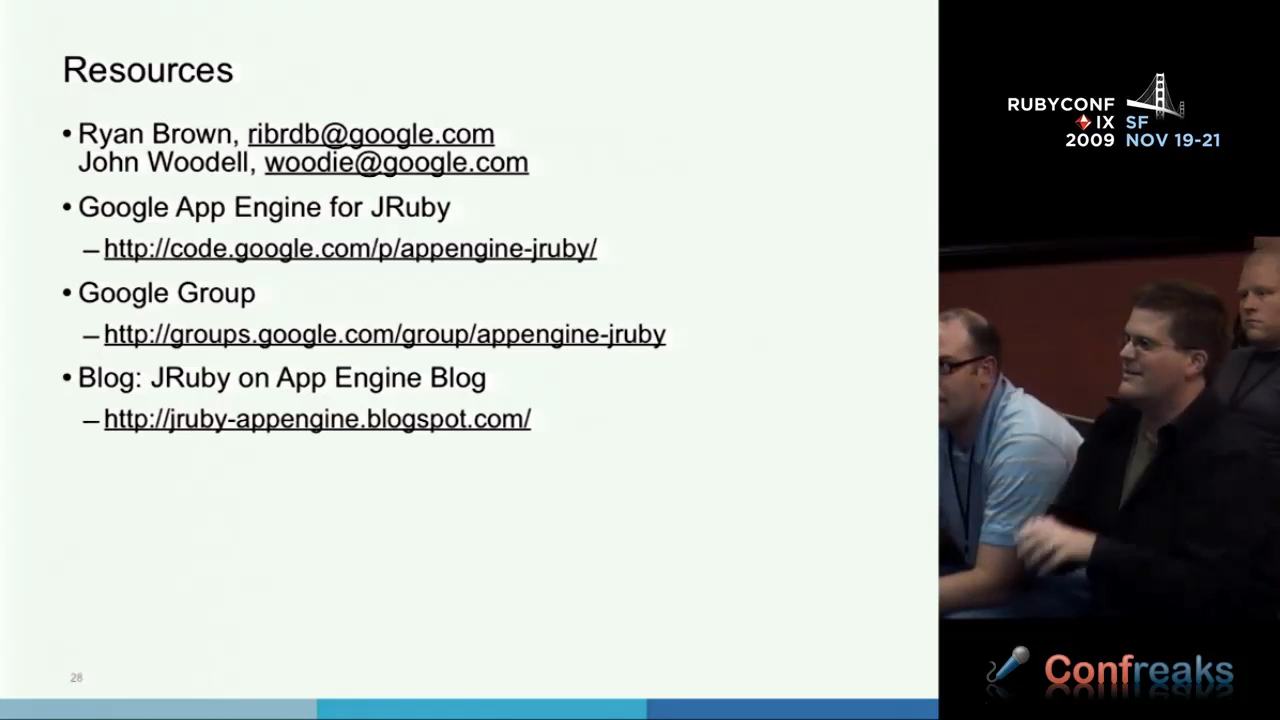 Resources
• Ryan Brown, ribrdb@google.com
John Woodell, woodie@google.com
• Google App Engine for JRuby
– http://code.google.com/p/appengine-jruby/
• Google Group
– http://groups.google.com/group/appengine-jruby
• Blog: JRuby on App Engine Blog
– http://jruby-appengine.blogspot.com/
28
RUBYCONF
IX SF
2009 NOV 19-21
Confreaks